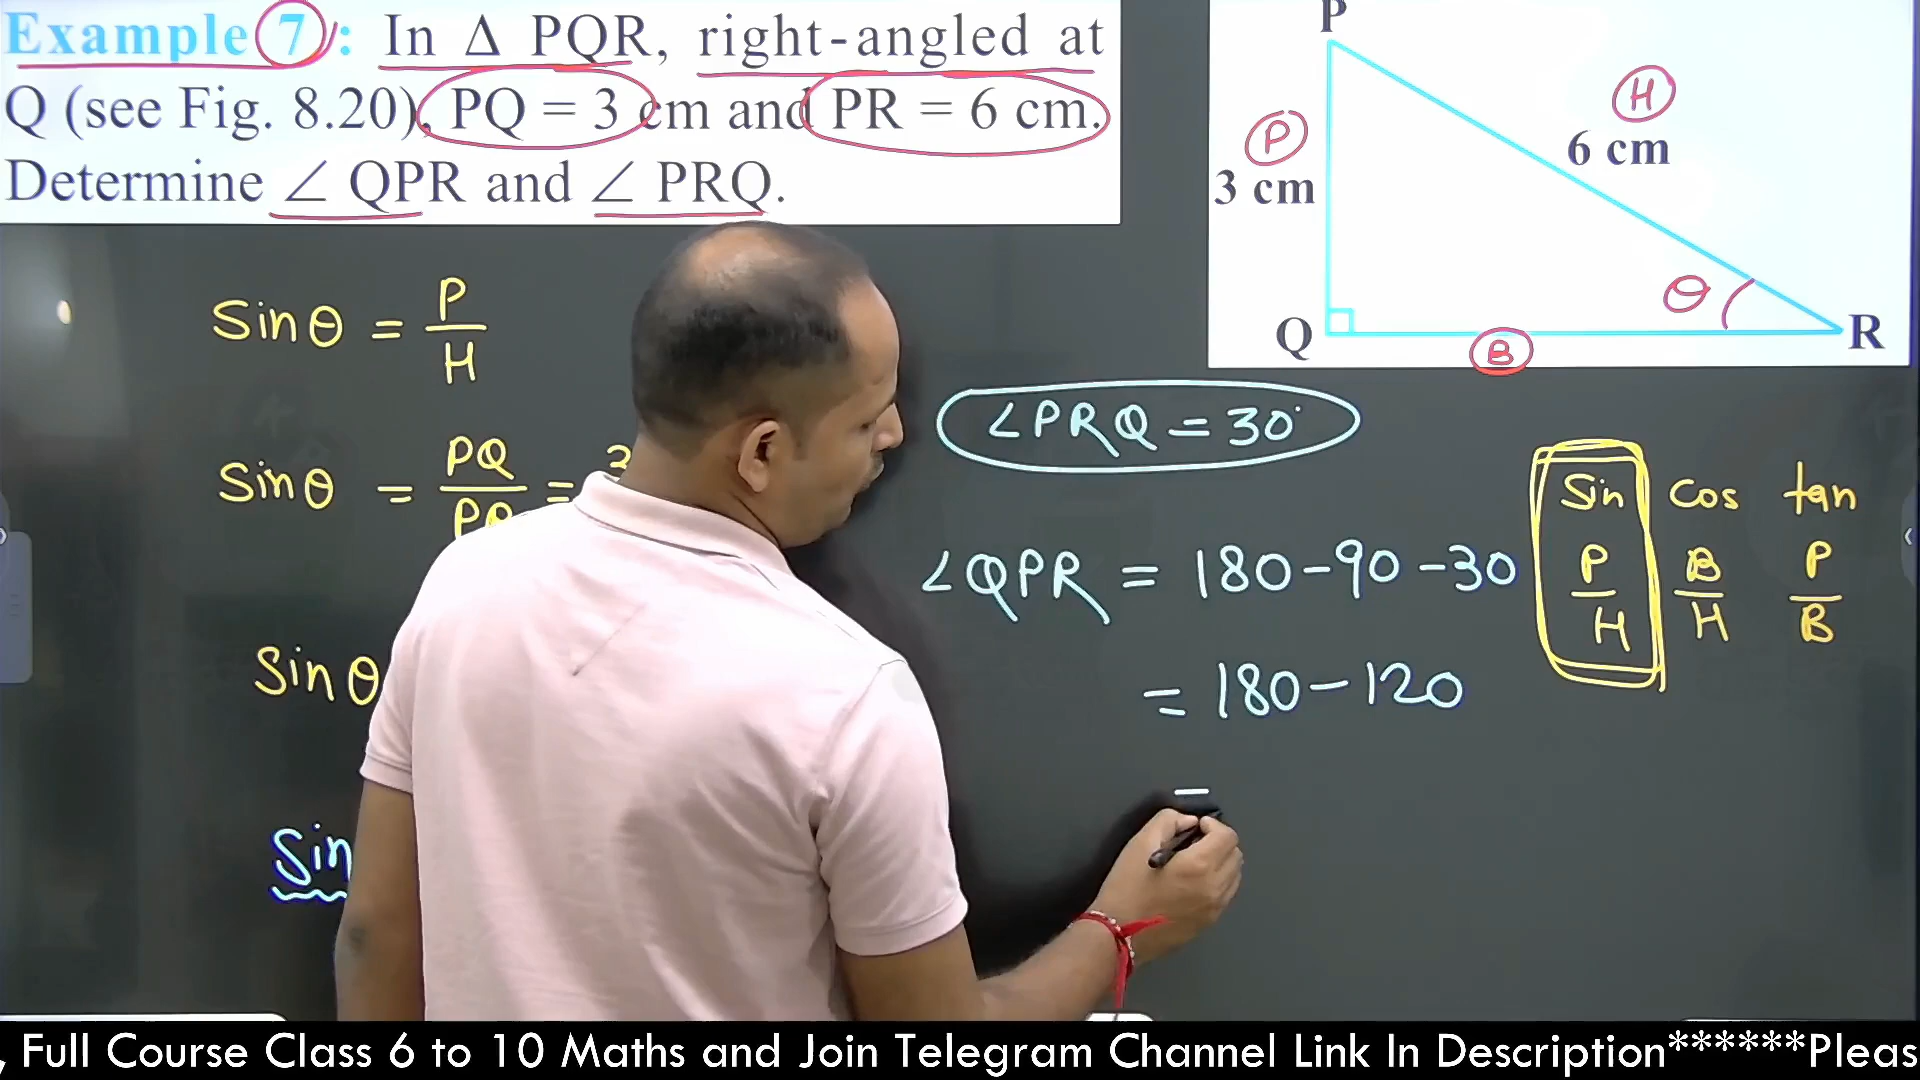 Example 7 : In Δ PQR, right-angled at
Q (see Fig. 8.20), PQ = 3 cm and PR = 6 cm.
Determine ∠ QPR and ∠ PRQ.
P
H
6 cm
P
3 cm
θ
Q
B
R
Sinθ = P/H
Sinθ = PQ/ =
Sinθ
Sin
∠PRQ = 30°
∠QPR = 180-90-30
= 180-120
Sin Cos tan
P/H B/H P/B
Full Course Class 6 to 10 Maths and Join Telegram Channel Link In Description******Pleas